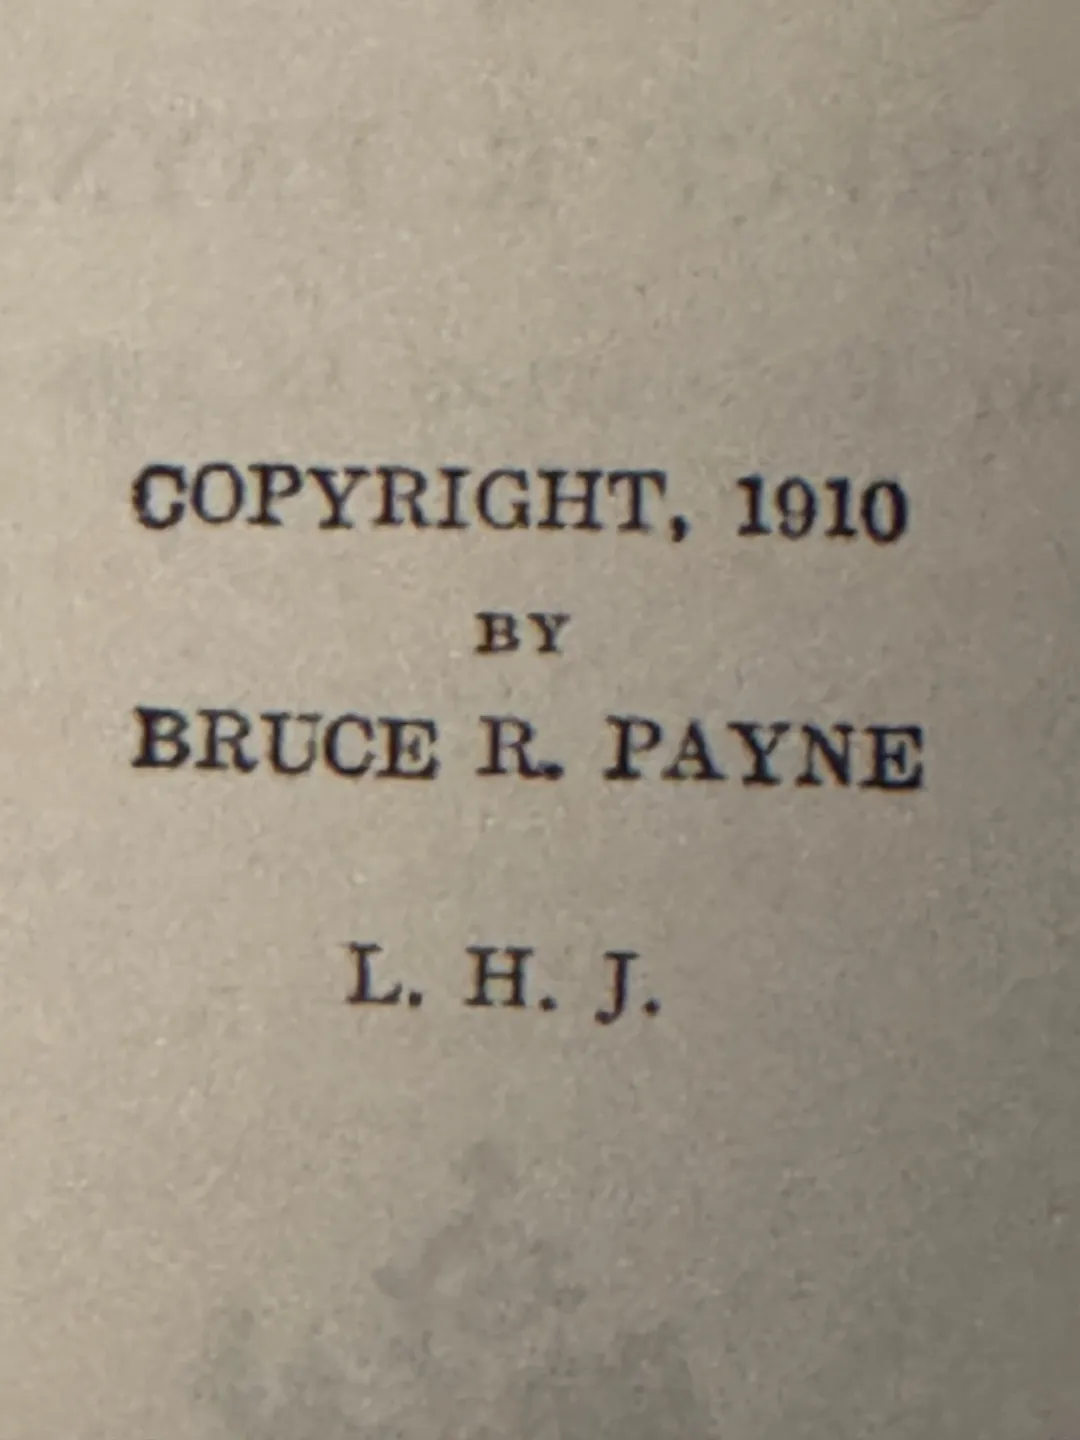 COPYRIGHT, 1910
BY
BRUCE R. PAYNE
L. H. J.